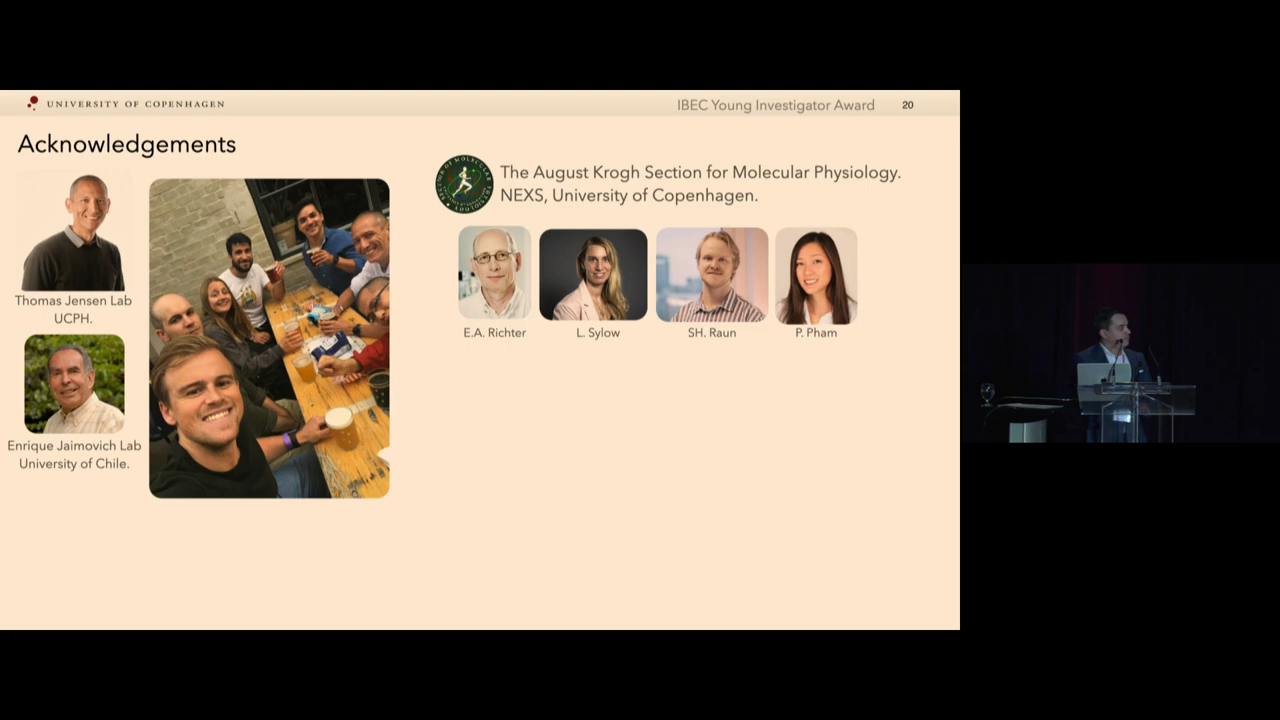 UNIVERSITY OF COPENHAGEN
IBEC Young Investigator Award
20
Acknowledgements
The August Krogh Section for Molecular Physiology.
NEXS, University of Copenhagen.
Thomas Jensen Lab
UCPH.
E.A. Richter
L. Sylow
SH. Raun
P. Pham
Enrique Jaimovich Lab
University of Chile.